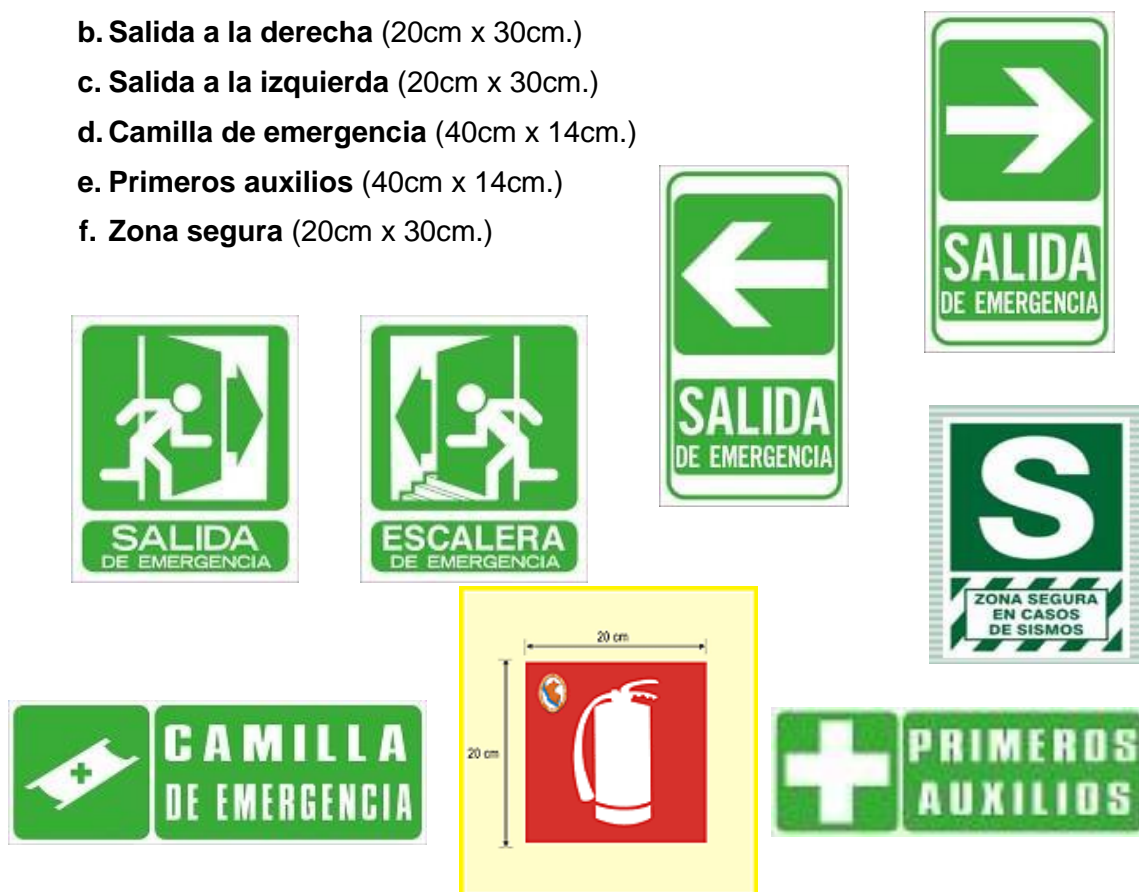 b. Salida a la derecha (20cm x 30cm.)
c. Salida a la izquierda (20cm x 30cm.)
d. Camilla de emergencia (40cm x 14cm.)
e. Primeros auxilios (40cm x 14cm.)
f. Zona segura (20cm x 30cm.)
SALIDA
DE EMERGENCIA
SALIDA
DE EMERGENCIA
SALIDA
DE EMERGENCIA
ESCALERA
DE EMERGENCIA
S
ZONA SEGURA
EN CASOS
DE SISMOS
CAMILLA
DE EMERGENCIA
20 cm
20 cm
PRIMEROS
AUXILIOS